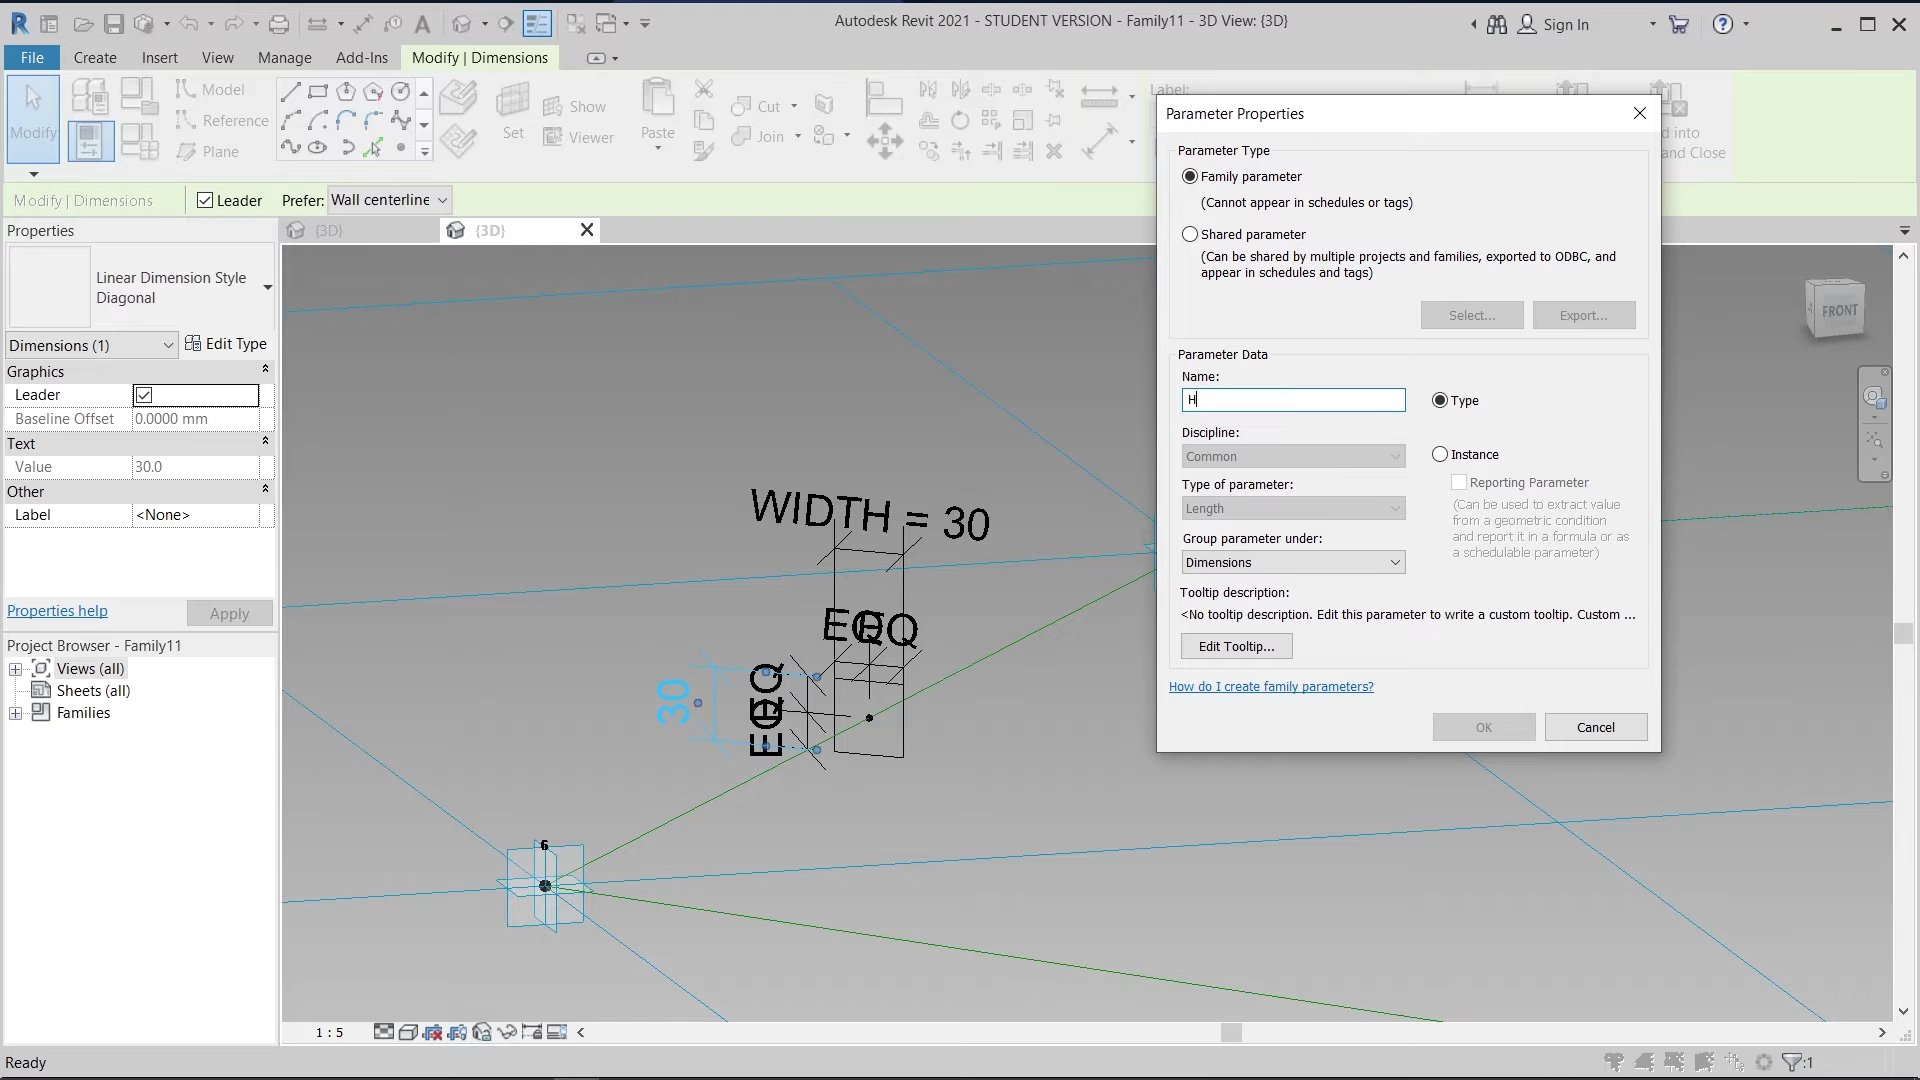 Autodesk Revit 2021 - STUDENT VERSION - Family11 - 3D View: {3D}
Sign In
File Create Insert View Manage Add-Ins Modify | Dimensions
Modify
Model
Reference
Plane
Set
Show
Viewer
Paste
Cut
Join
Label:
d into
and Close
Modify | Dimensions
Leader
Prefer: Wall centerline
Properties
{3D}
{3D}
Linear Dimension Style
Diagonal
Dimensions (1)
Edit Type
Graphics
Leader
Baseline Offset 0.0000 mm
Text
Value 30.0
Other
Label <None>
Properties help
Apply
Project Browser - Family11
Views (all)
Sheets (all)
Families
WIDTH = 30
EQ
EQ
30
EQ
EQ
6
FRONT
Parameter Properties
Parameter Type
Family parameter
(Cannot appear in schedules or tags)
Shared parameter
(Can be shared by multiple projects and families, exported to ODBC, and
appear in schedules and tags)
Select...
Export...
Parameter Data
Name:
H
Type
Discipline:
Common
Instance
Type of parameter:
Length
Reporting Parameter
(Can be used to extract value
from a geometric condition
and report it in a formula or as
a schedulable parameter)
Group parameter under:
Dimensions
Tooltip description:
<No tooltip description. Edit this parameter to write a custom tooltip. Custom ...
Edit Tooltip...
How do I create family parameters?
OK
Cancel
1 : 5
Ready
:1